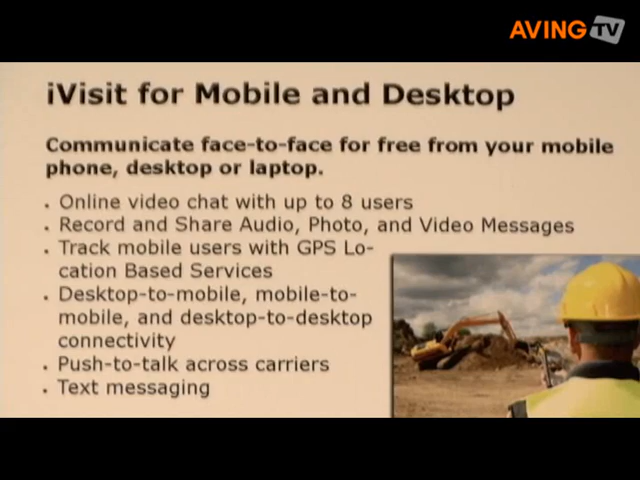 AVING TV
iVisit for Mobile and Desktop
Communicate face-to-face for free from your mobile
phone, desktop or laptop.
• Online video chat with up to 8 users
• Record and Share Audio, Photo, and Video Messages
• Track mobile users with GPS Lo-
cation Based Services
• Desktop-to-mobile, mobile-to-
mobile, and desktop-to-desktop
connectivity
• Push-to-talk across carriers
• Text messaging